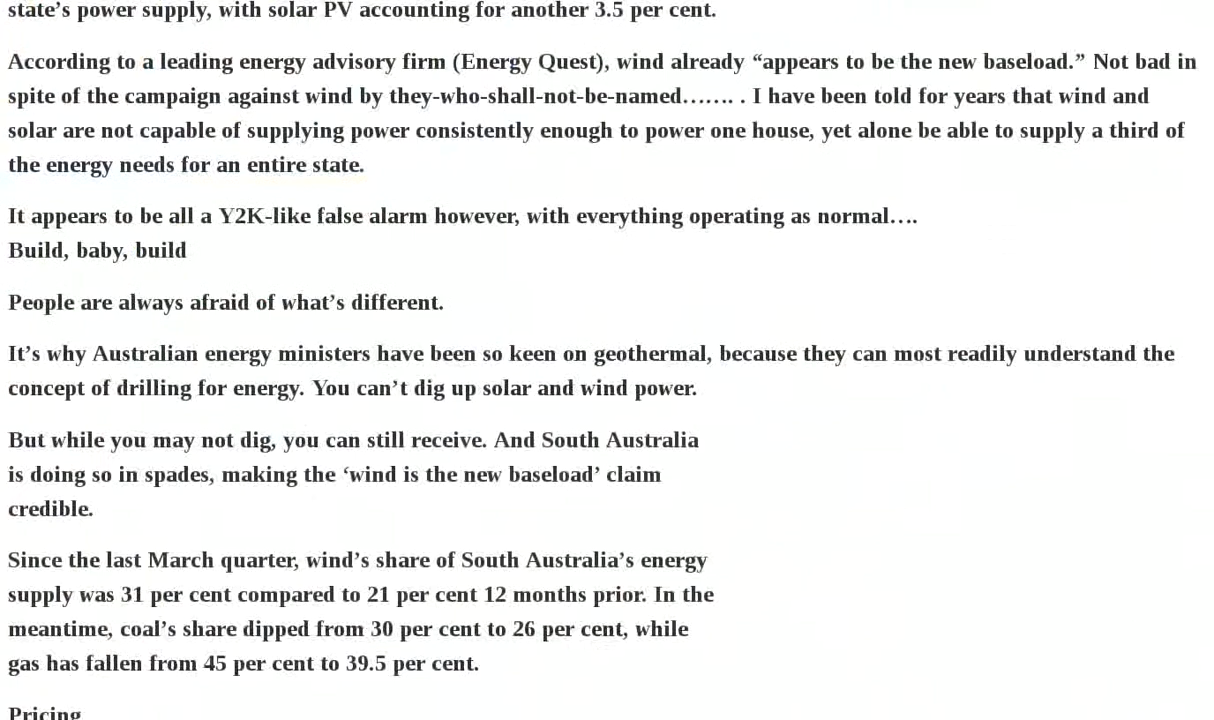 state’s power supply, with solar PV accounting for another 3.5 per cent.
According to a leading energy advisory firm (Energy Quest), wind already “appears to be the new baseload.” Not bad in
spite of the campaign against wind by they-who-shall-not-be-named……. . I have been told for years that wind and
solar are not capable of supplying power consistently enough to power one house, yet alone be able to supply a third of
the energy needs for an entire state.
It appears to be all a Y2K-like false alarm however, with everything operating as normal….
Build, baby, build
People are always afraid of what’s different.
It’s why Australian energy ministers have been so keen on geothermal, because they can most readily understand the
concept of drilling for energy. You can’t dig up solar and wind power.
But while you may not dig, you can still receive. And South Australia
is doing so in spades, making the ‘wind is the new baseload’ claim
credible.
Since the last March quarter, wind’s share of South Australia’s energy
supply was 31 per cent compared to 21 per cent 12 months prior. In the
meantime, coal’s share dipped from 30 per cent to 26 per cent, while
gas has fallen from 45 per cent to 39.5 per cent.
Pricing